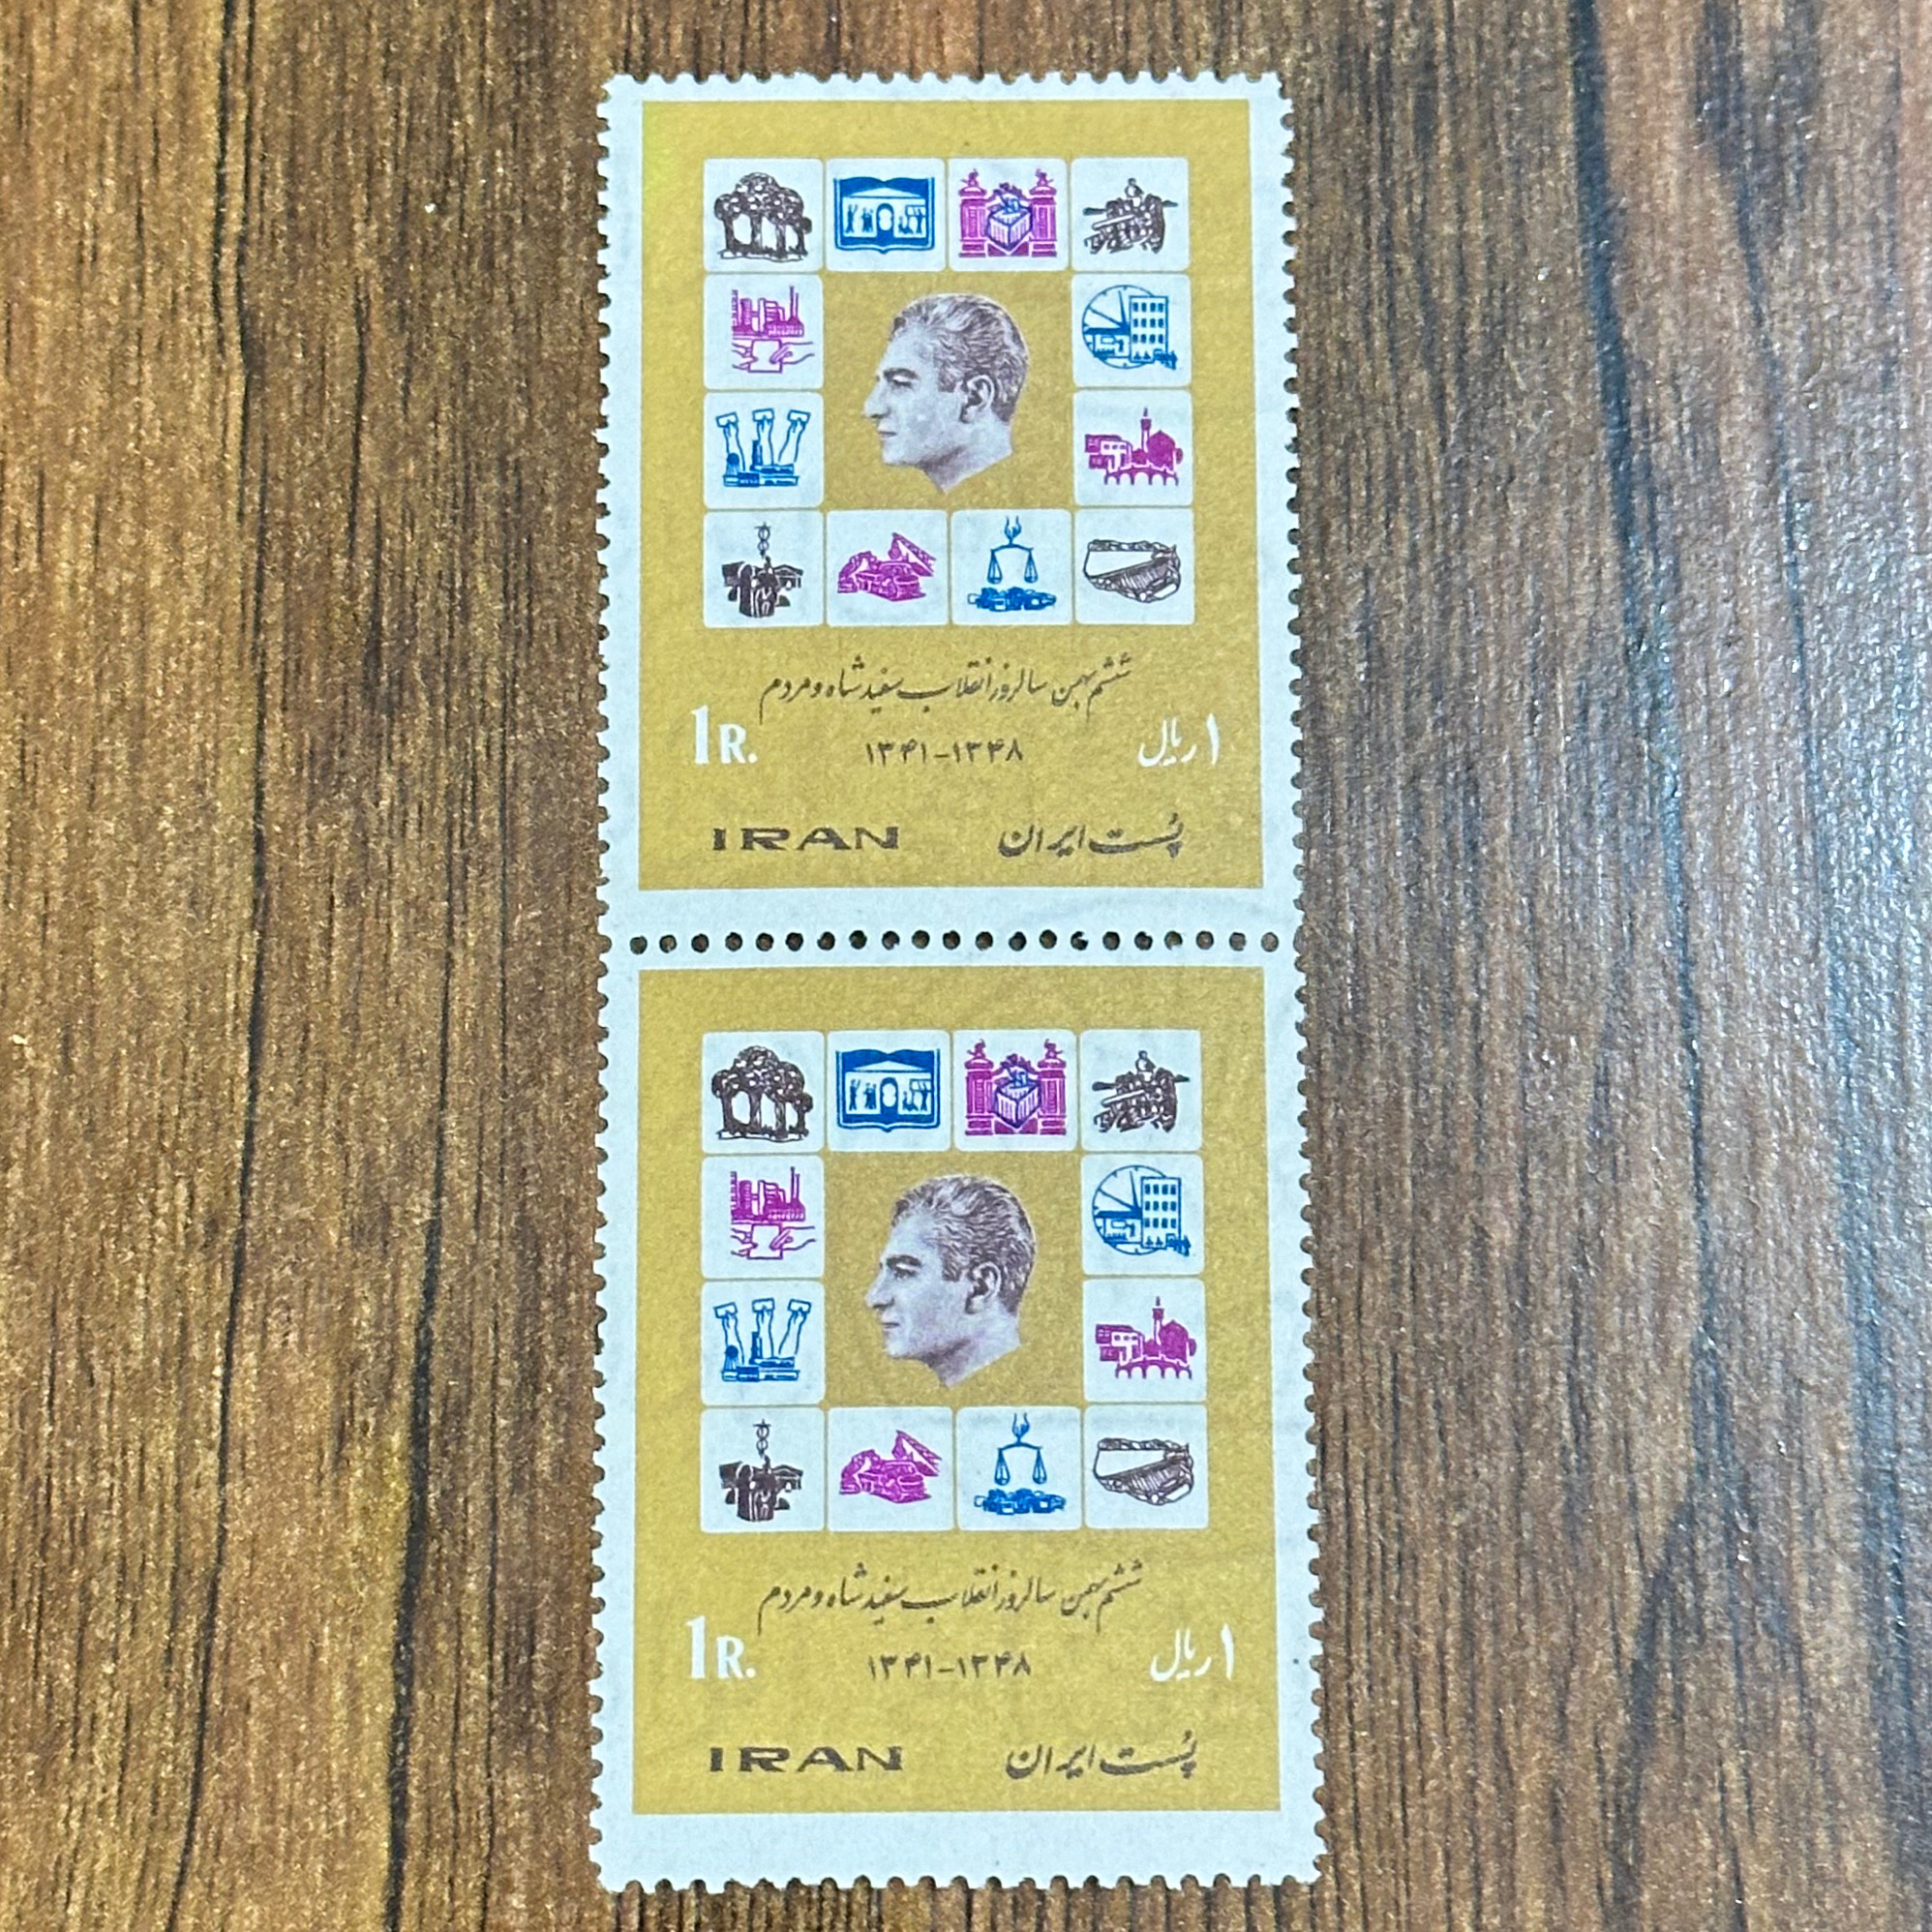 ششم بهمن سالروز انقلاب سفید شاه و مردم
1R. ۱۳۴۱-۱۳۴۸ ۱ ریال
IRAN پست ایران
ششم بهمن سالروز انقلاب سفید شاه و مردم
1R. ۱۳۴۱-۱۳۴۸ ۱ ریال
IRAN پست ایران